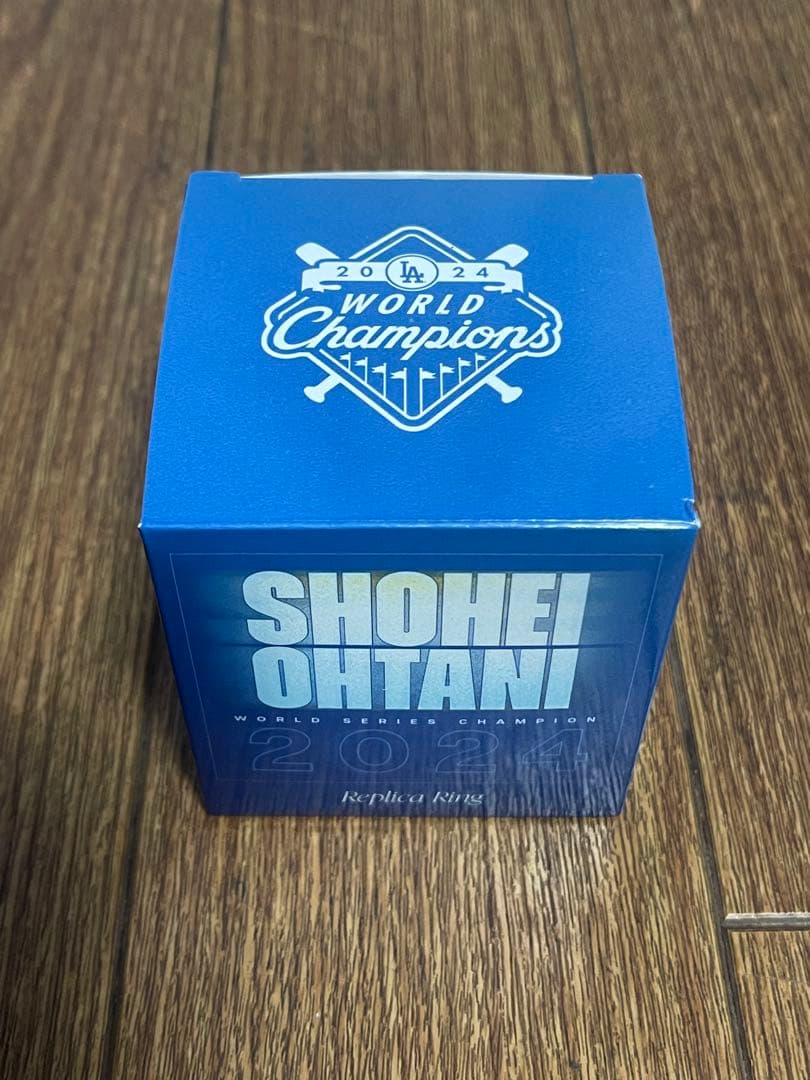 20 LA 24
WORLD
Champions
SHOHEI
OHTANI
WORLD SERIES CHAMPION
2024
Replica Ring